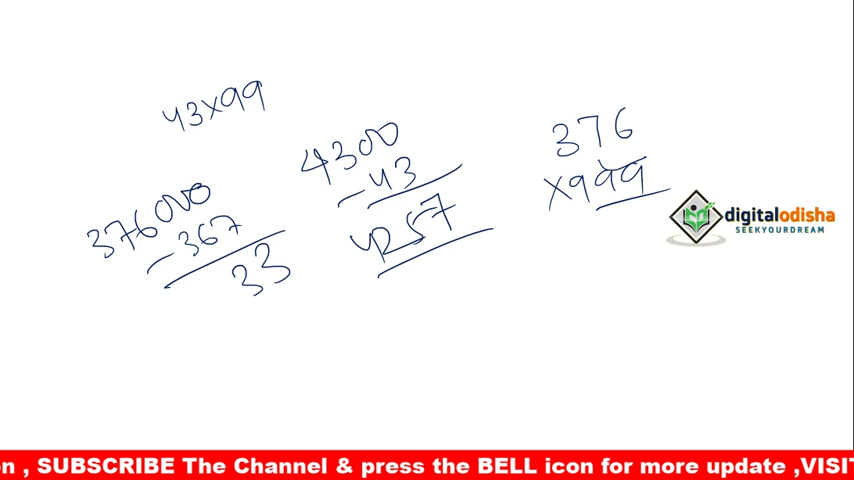 43x99
4300
-43
4257
376
x999
376000
-367
33
digitalodisha
SEEKYOURDREAM
n , SUBSCRIBE The Channel & press the BELL icon for more update ,VISIT